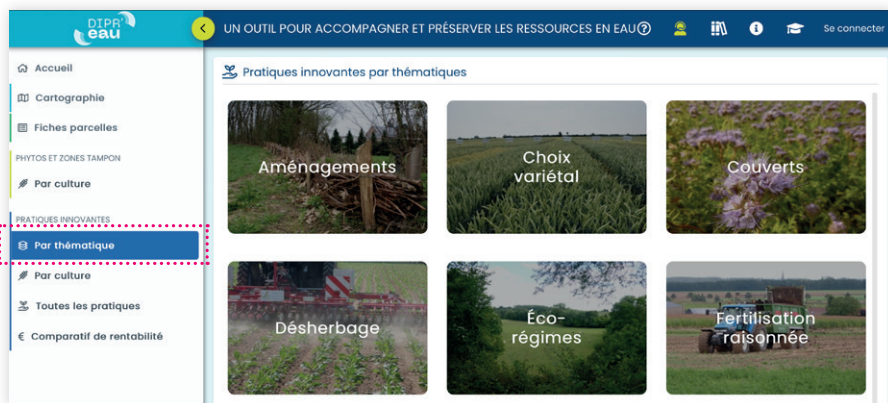 DIPR'
eau
UN OUTIL POUR ACCOMPAGNER ET PRÉSERVER LES RESSOURCES EN EAU
Se connecter
Accueil
Cartographie
Fiches parcelles
PHYTOS ET ZONES TAMPON
Par culture
PRATIQUES INNOVANTES
Par thématique
Par culture
Toutes les pratiques
€ Comparatif de rentabilité
Pratiques innovantes par thématiques
Aménagements
Choix
variétal
Couverts
Désherbage
Éco-
régimes
Fertilisation
raisonnée